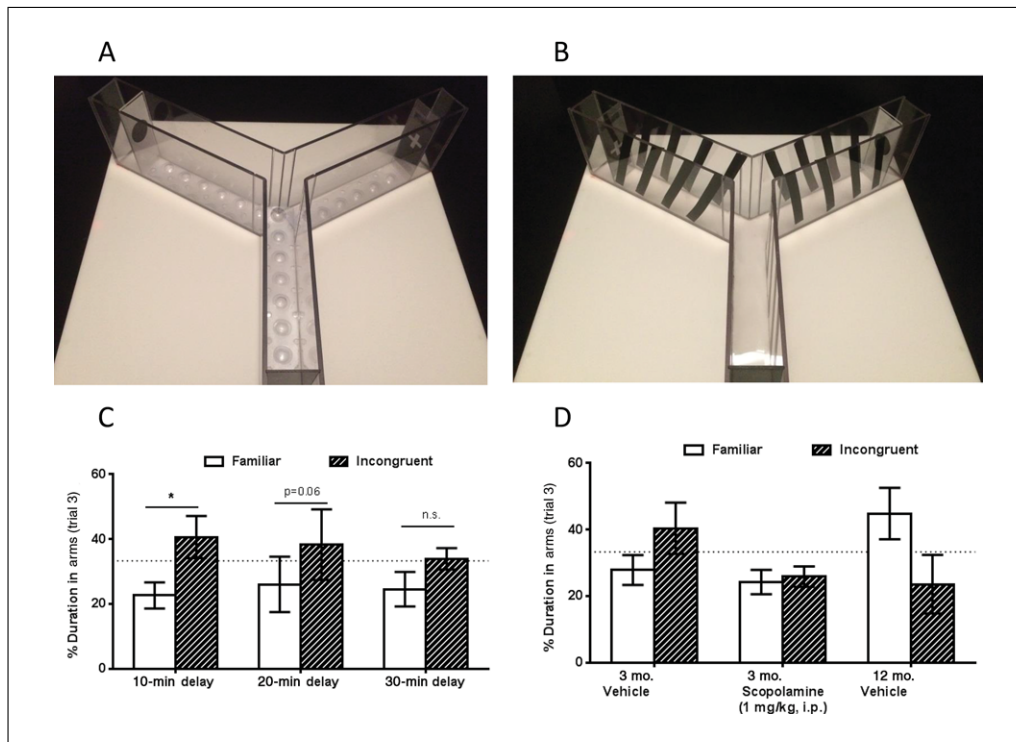 A
B
C
Familiar
Incongruent
% Duration in arms (trial 3)
60
40
20
0
*
p=0.06
n.s.
10-min delay
20-min delay
30-min delay
D
Familiar
Incongruent
% Duration in arms (trial 3)
60
40
20
0
3 mo.
Vehicle
3 mo.
Scopolamine
(1 mg/kg, i.p.)
12 mo.
Vehicle